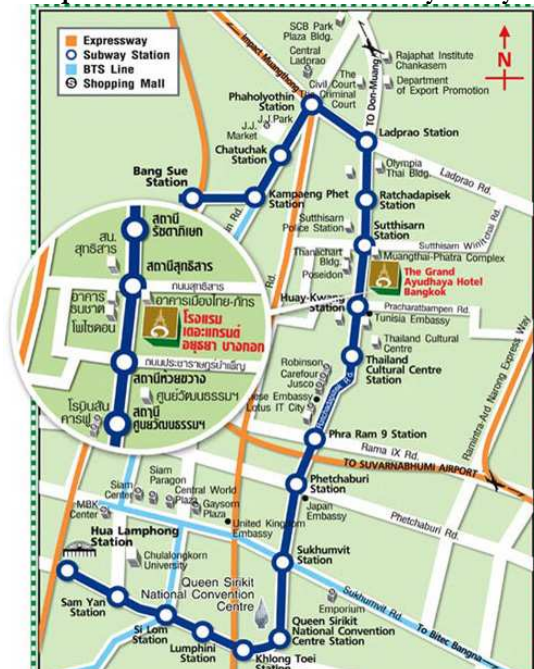 Expressway
Subway Station
BTS Line
Shopping Mall
SCB Park
Plaza Bldg.
Central
Ladprao
Impact Muangthong
The
Civil Court
The Criminal
Court
TO Don-Muang
Rajaphat Institute
Chankasem
Department
of Export Promotion
N
Phaholyothin
Station
J.J.Park
J.J.
Market
Chatuchak
Station
Ladprao Station
Bang Sue
Station
Kampaeng Phet
Station
Olympia
Thai Bldg.
Ladprao Rd.
Ratchadapisek
Station
Sutthisarn
Police Station
Sutthisarn
Station
Thanlichart
Bldg.
Poseidon
Muangthai-Phatra Complex
The Grand
Ayudhaya Hotel
Bangkok
Huay-Kwang
Station
Pracharatbampen Rd.
Tunisia Embassy
Thailand Cultural
Centre
Thailand
Cultural Centre
Station
Robinson
Carefour
Jusco
Lotus IT City
Phra Ram 9 Station
Rama IX Rd.
TO SUVARNABHUMI AIRPORT
Ramintra-Ard Narong Express Way
สถานี
รัชดาภิเษก
สน.
สุทธิสาร
สถานีสุทธิสาร
ถนนสุทธิสาร
อาคารเมืองไทย-ภัทร
อาคาร
ธนชาต
โพไซดอน
โรงแรม
เดอะแกรนด์
อยุธยา บางกอก
ถนนประชาราษฎร์บำเพ็ญ
สถานีห้วยขวาง
ศูนย์วัฒนธรรมฯ
โรบินสัน
คาร์ฟูร์
สถานี
ศูนย์วัฒนธรรมฯ
Phetchaburi
Station
Japan
Embassy
Phetchaburi Rd.
Siam
Center
Siam
Paragon
Central World
Plaza
Gaysorn
Plaza
MBK
Center
United Kingdom
Embassy
Hua Lamphong
Station
Chulalongkorn
University
Sukhumvit
Station
Queen Sirikit
National Convention
Centre
Emporium
Sukhumvit Rd.
To Bitec Bangna
Sam Yan
Station
Si Lom
Station
Lumphini
Station
Khlong Toei
Station
Queen Sirikit
National Convention
Centre Station